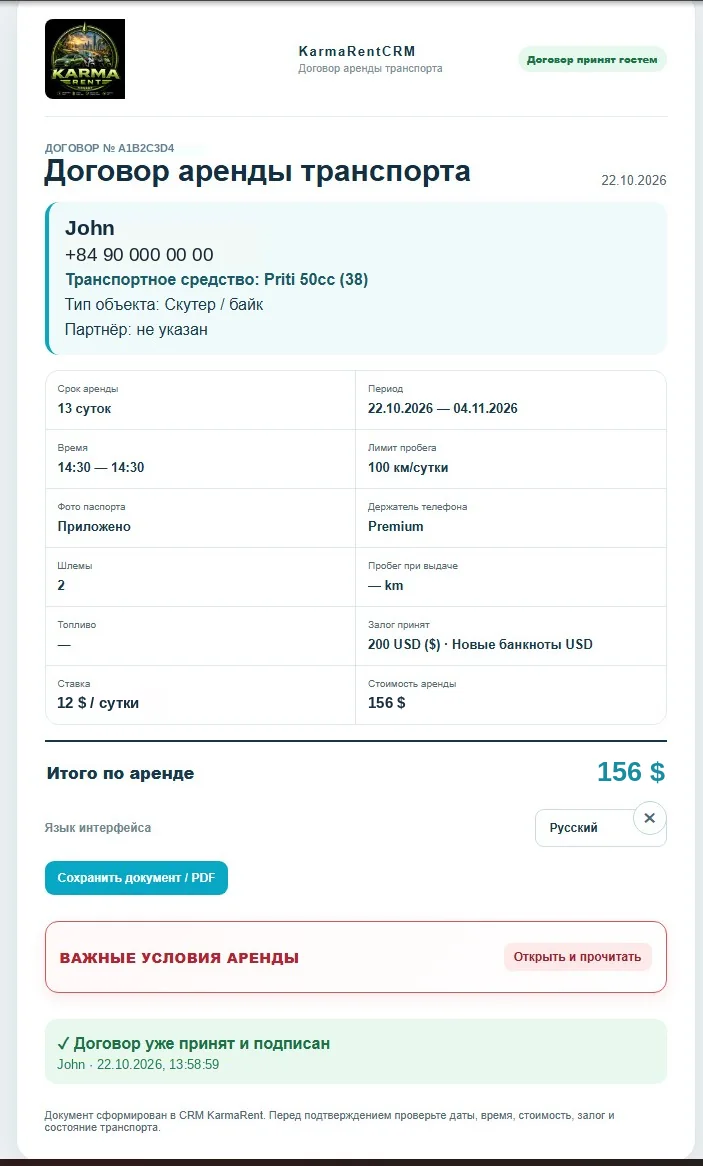 KARMA
RENT
KarmaRentCRM
Договор аренды транспорта
Договор принят гостем
ДОГОВОР № A1B2C3D4
Договор аренды транспорта
22.10.2026
John
+84 90 000 00 00
Транспортное средство: Priti 50cc (38)
Тип объекта: Скутер / байк
Партнёр: не указан
Срок аренды
13 суток
Период
22.10.2026 — 04.11.2026
Время
14:30 — 14:30
Лимит пробега
100 км/сутки
Фото паспорта
Приложено
Держатель телефона
Premium
Шлемы
2
Пробег при выдаче
— km
Топливо
—
Залог принят
200 USD ($) · Новые банкноты USD
Ставка
12 $ / сутки
Стоимость аренды
156 $
Итого по аренде
156 $
Язык интерфейса
Русский
✕
Сохранить документ / PDF
ВАЖНЫЕ УСЛОВИЯ АРЕНДЫ
Открыть и прочитать
✓ Договор уже принят и подписан
John · 22.10.2026, 13:58:59
Документ сформирован в CRM KarmaRent. Перед подтверждением проверьте даты, время, стоимость, залог и
состояние транспорта.